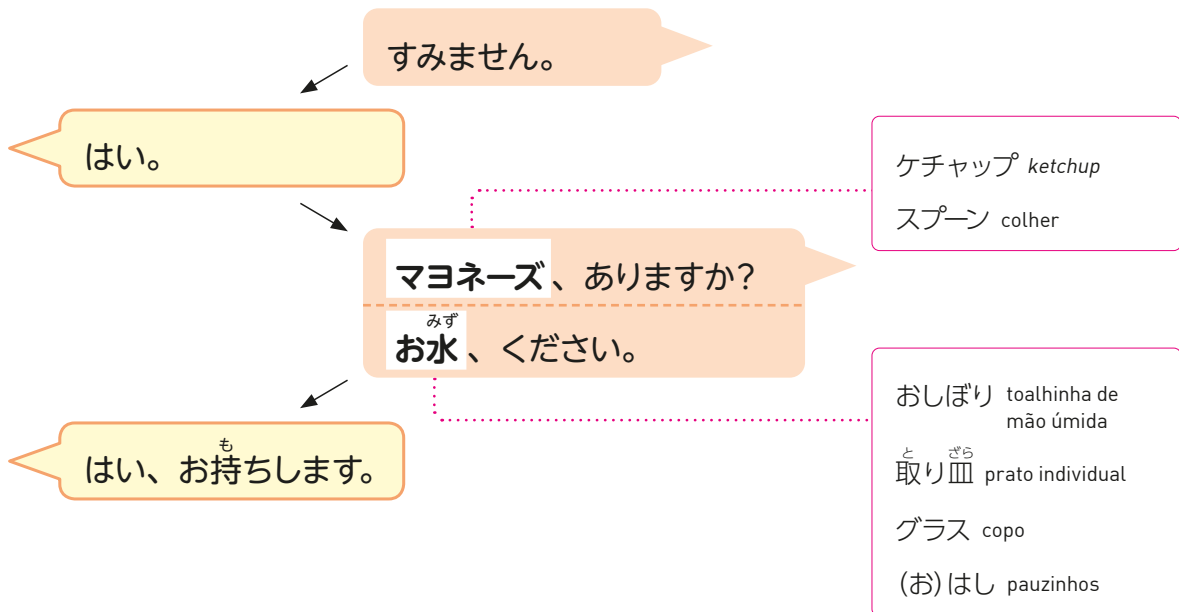 すみません。
はい。
ケチャップ ketchup
スプーン colher
マヨネーズ、ありますか?
みず
お水、ください。
おしぼり toalhinha de
mão úmida
と ざら
取り皿 prato individual
グラス copo
(お)はし pauzinhos
も
はい、お持ちします。